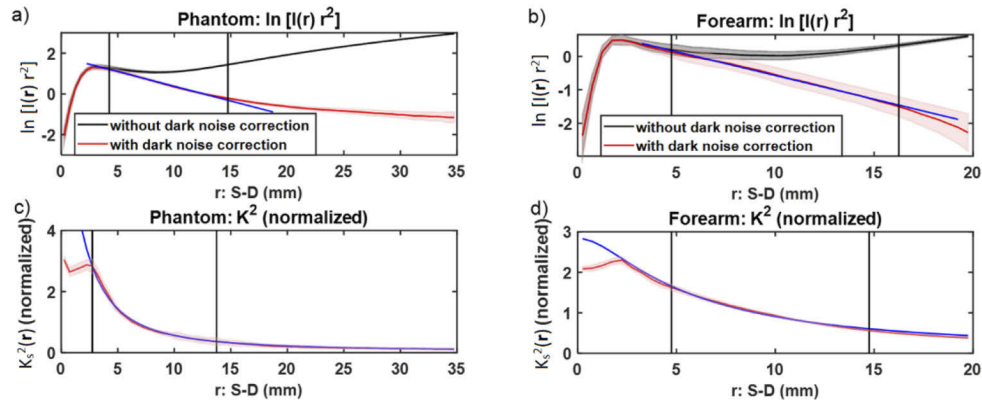 a)
Phantom: ln [I(r) r²]
ln [I(r) r²]
2
0
-2
without dark noise correction
with dark noise correction
0 5 10 15 20 25 30 35
r: S-D (mm)
b)
Forearm: ln [I(r) r²]
ln [I(r) r²]
0
-1
-2
without dark noise correction
with dark noise correction
0 5 10 15 20
r: S-D (mm)
c)
Phantom: K² (normalized)
Kₛ²(r) (normalized)
4
2
0
0 5 10 15 20 25 30 35
r: S-D (mm)
d)
Forearm: K² (normalized)
Kₛ²(r) (normalized)
3
2
1
0
0 5 10 15 20
r: S-D (mm)